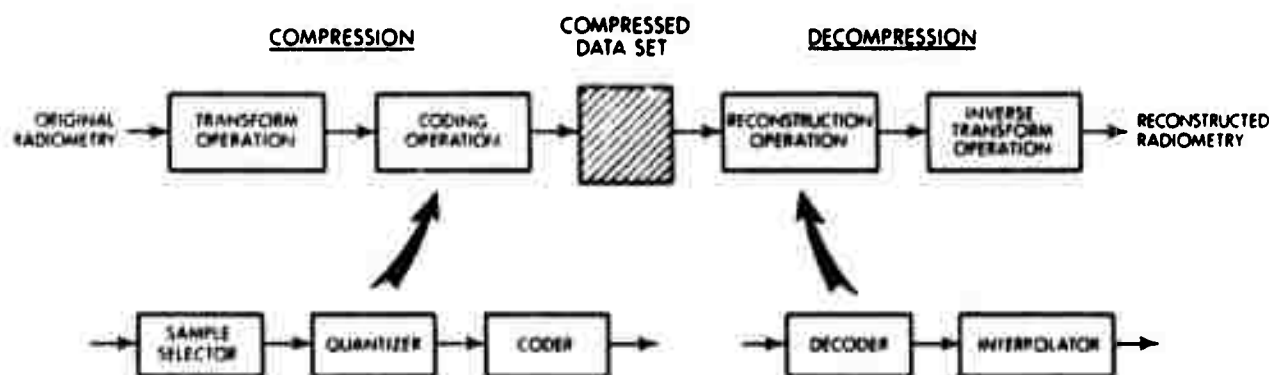 COMPRESSION
COMPRESSED
DATA SET
DECOMPRESSION
ORIGINAL
RADIOMETRY
TRANSFORM
OPERATION
CODING
OPERATION
RECONSTRUCTION
OPERATION
INVERSE
TRANSFORM
OPERATION
RECONSTRUCTED
RADIOMETRY
SAMPLE
SELECTOR
QUANTIZER
CODER
DECODER
INTERPOLATOR